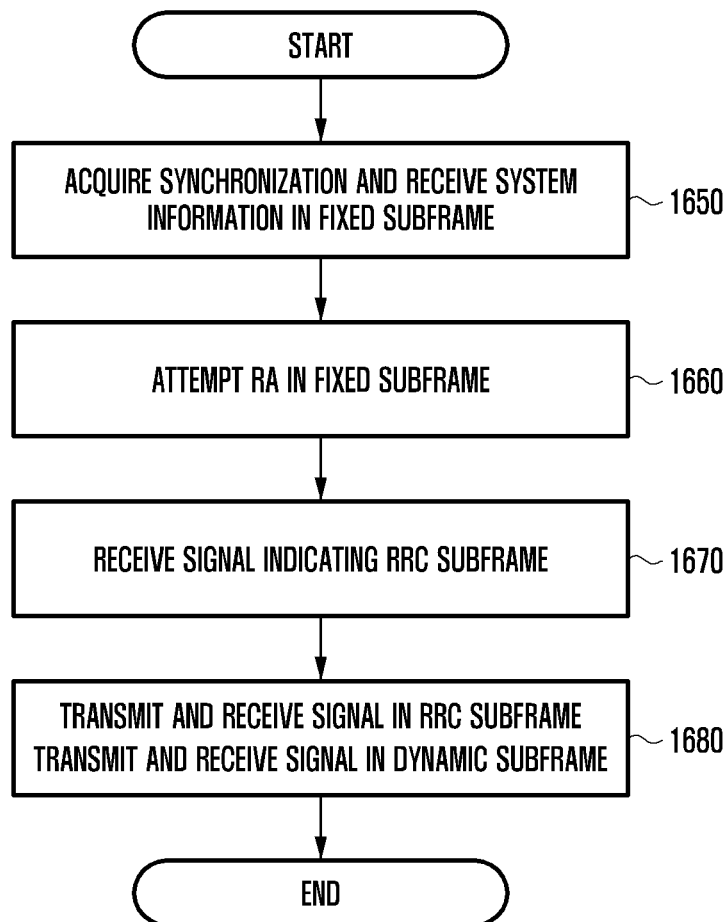 START
ACQUIRE SYNCHRONIZATION AND RECEIVE SYSTEM
INFORMATION IN FIXED SUBFRAME
1650
ATTEMPT RA IN FIXED SUBFRAME
1660
RECEIVE SIGNAL INDICATING RRC SUBFRAME
1670
TRANSMIT AND RECEIVE SIGNAL IN RRC SUBFRAME
TRANSMIT AND RECEIVE SIGNAL IN DYNAMIC SUBFRAME
1680
END